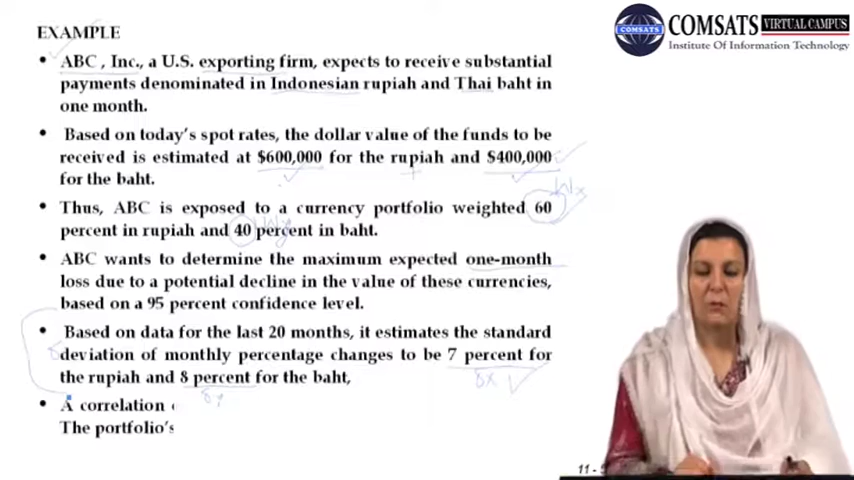 EXAMPLE
COMSATS VIRTUAL CAMPUS
Institute Of Information Technology
• ABC , Inc., a U.S. exporting firm, expects to receive substantial
payments denominated in Indonesian rupiah and Thai baht in
one month.
• Based on today's spot rates, the dollar value of the funds to be
received is estimated at $600,000 for the rupiah and $400,000
for the baht.
• Thus, ABC is exposed to a currency portfolio weighted 60
percent in rupiah and 40 percent in baht.
• ABC wants to determine the maximum expected one-month
loss due to a potential decline in the value of these currencies,
based on a 95 percent confidence level.
• Based on data for the last 20 months, it estimates the standard
deviation of monthly percentage changes to be 7 percent for
the rupiah and 8 percent for the baht,
• A correlation
The portfolio's